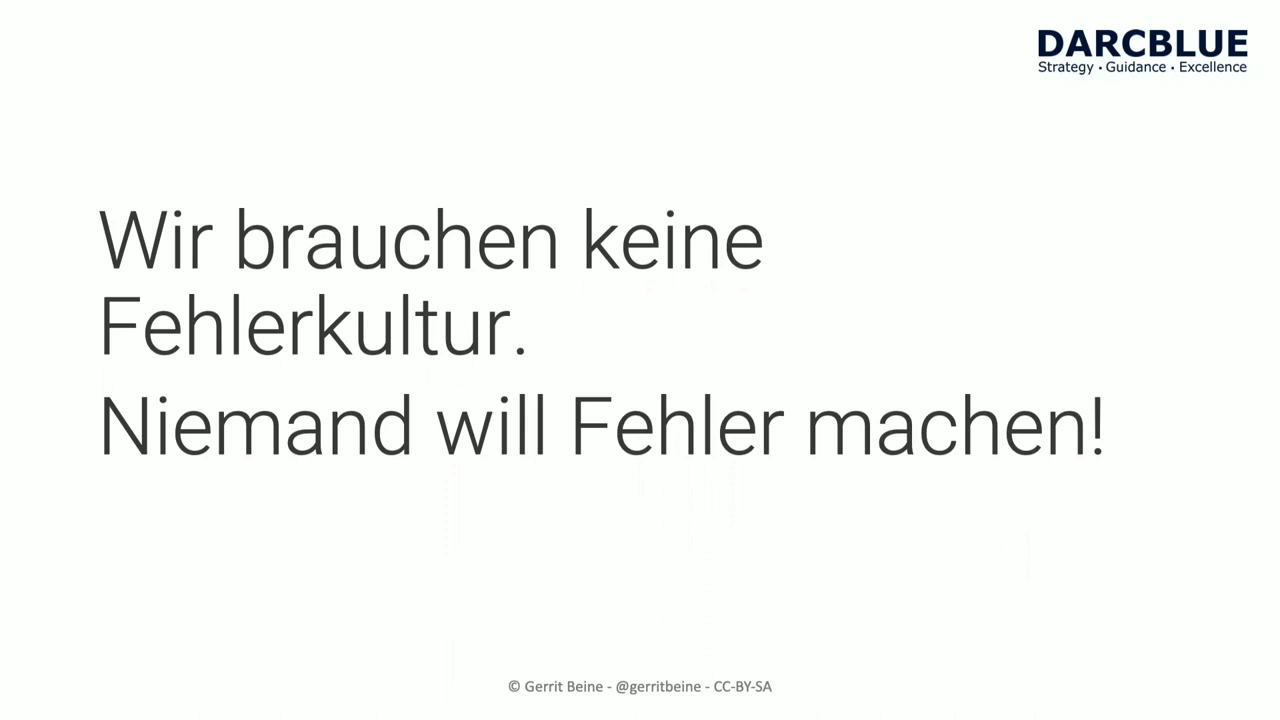 DARCBLUE
Strategy • Guidance • Excellence
Wir brauchen keine
Fehlerkultur.
Niemand will Fehler machen!
© Gerrit Beine - @gerritbeine - CC-BY-SA